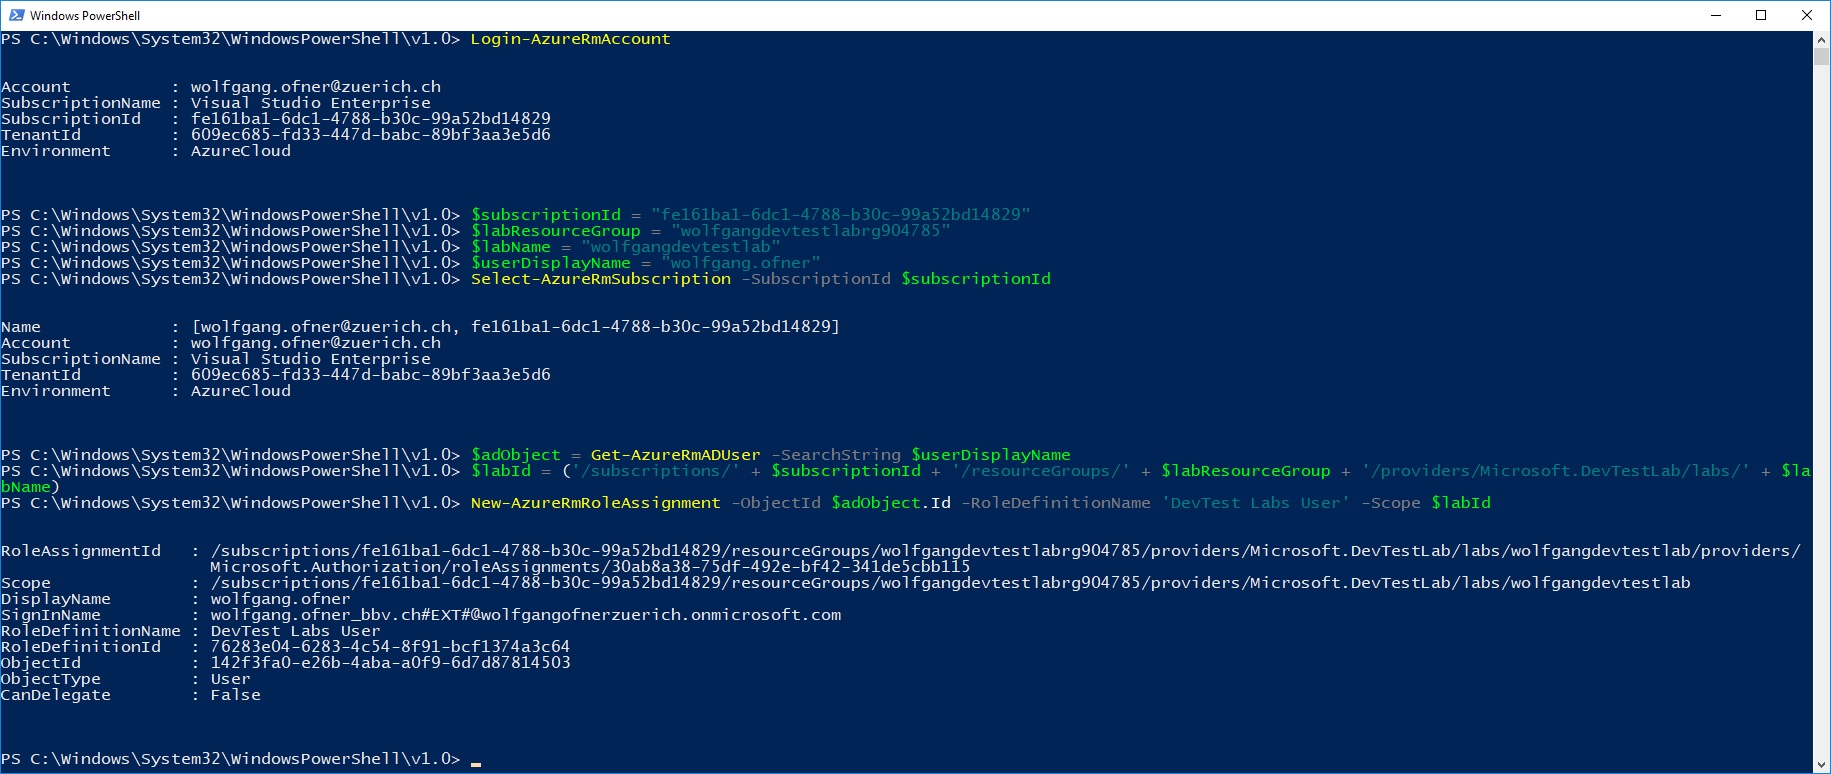 Windows PowerShell
PS C:\Windows\System32\WindowsPowerShell\v1.0> Login-AzureRmAccount
Account          : wolfgang.ofner@zuerich.ch
SubscriptionName : Visual Studio Enterprise
SubscriptionId   : fe161ba1-6dc1-4788-b30c-99a52bd14829
TenantId         : 609ec685-fd33-447d-babc-89bf3aa3e5d6
Environment      : AzureCloud
PS C:\Windows\System32\WindowsPowerShell\v1.0> $subscriptionId = "fe161ba1-6dc1-4788-b30c-99a52bd14829"
PS C:\Windows\System32\WindowsPowerShell\v1.0> $labResourceGroup = "wolfgangdevtestlabrg904785"
PS C:\Windows\System32\WindowsPowerShell\v1.0> $labName = "wolfgangdevtestlab"
PS C:\Windows\System32\WindowsPowerShell\v1.0> $userDisplayName = "wolfgang.ofner"
PS C:\Windows\System32\WindowsPowerShell\v1.0> Select-AzureRmSubscription -SubscriptionId $subscriptionId
Name             : [wolfgang.ofner@zuerich.ch, fe161ba1-6dc1-4788-b30c-99a52bd14829]
Account          : wolfgang.ofner@zuerich.ch
SubscriptionName : Visual Studio Enterprise
TenantId         : 609ec685-fd33-447d-babc-89bf3aa3e5d6
Environment      : AzureCloud
PS C:\Windows\System32\WindowsPowerShell\v1.0> $adObject = Get-AzureRmADUser -SearchString $userDisplayName
PS C:\Windows\System32\WindowsPowerShell\v1.0> $labId = ('/subscriptions/' + $subscriptionId + '/resourceGroups/' + $labResourceGroup + '/providers/Microsoft.DevTestLab/labs/' + $la
bName)
PS C:\Windows\System32\WindowsPowerShell\v1.0> New-AzureRmRoleAssignment -ObjectId $adObject.Id -RoleDefinitionName 'DevTest Labs User' -Scope $labId
RoleAssignmentId   : /subscriptions/fe161ba1-6dc1-4788-b30c-99a52bd14829/resourceGroups/wolfgangdevtestlabrg904785/providers/Microsoft.DevTestLab/labs/wolfgangdevtestlab/providers/
Microsoft.Authorization/roleAssignments/30ab8a38-75df-492e-bf42-341de5cbb115
Scope              : /subscriptions/fe161ba1-6dc1-4788-b30c-99a52bd14829/resourceGroups/wolfgangdevtestlabrg904785/providers/Microsoft.DevTestLab/labs/wolfgangdevtestlab
DisplayName        : wolfgang.ofner
SignInName         : wolfgang.ofner_bbv.ch#EXT#@wolfgangofnerzuerich.onmicrosoft.com
RoleDefinitionName : DevTest Labs User
RoleDefinitionId   : 76283e04-6283-4c54-8f91-bcf1374a3c64
ObjectId           : 142f3fa0-e26b-4aba-a0f9-6d7d87814503
ObjectType         : User
CanDelegate        : False
PS C:\Windows\System32\WindowsPowerShell\v1.0> _